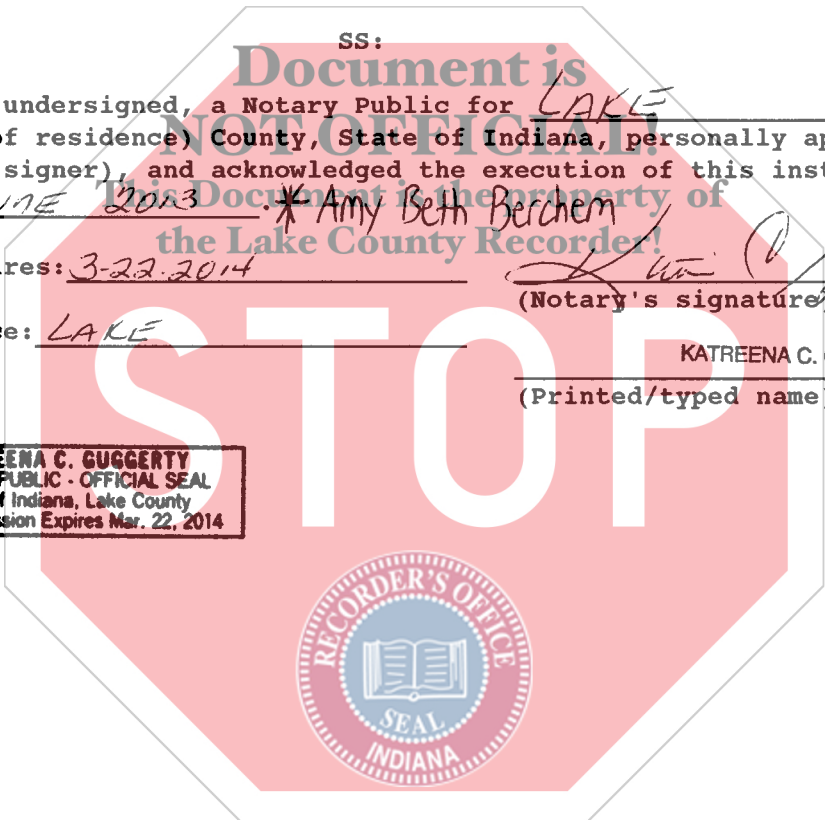 SS:
Document is
undersigned, a Notary Public for LAKE
NOT OFFICIAL!
of residence) County, State of Indiana, personally ap
signer), and acknowledged the execution of this inst
This Document is the property of
NE 2013 .* Amy Beth Berchem
the Lake County Recorder!
res: 3-22-2014
(Notary's signature)
STOP
ce: LAKE
KATREENA C.
(Printed/typed name)
EENA C. GUGGERTY
PUBLIC - OFFICIAL SEAL
f Indiana, Lake County
sion Expires Mar. 22, 2014
RECORDER'S OFFICE
SEAL
INDIANA